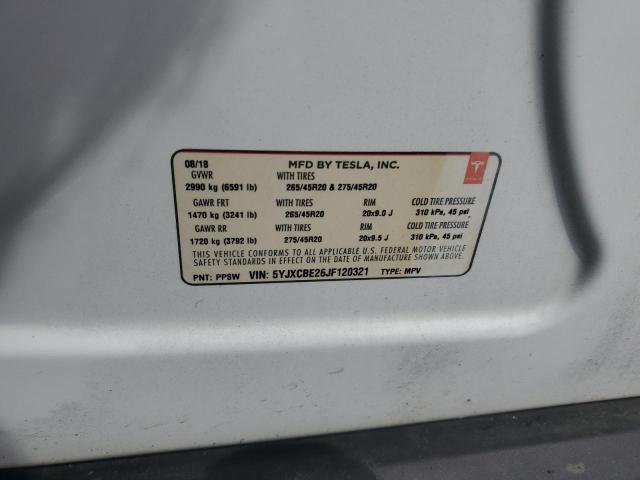 08/18 MFD BY TESLA, INC.
GVWR WITH TIRES
2990 kg (6591 lb) 265/45R20 & 275/45R20
GAWR FRT WITH TIRES RIM COLD TIRE PRESSURE
1470 kg (3241 lb) 265/45R20 20x9.0 J 310 kPa, 45 psi
GAWR RR WITH TIRES RIM COLD TIRE PRESSURE
1720 kg (3792 lb) 275/45R20 20x9.5 J 310 kPa, 45 psi
THIS VEHICLE CONFORMS TO ALL APPLICABLE U.S. FEDERAL MOTOR VEHICLE
SAFETY STANDARDS IN EFFECT ON THE DATE OF MANUFACTURE SHOWN ABOVE.
PNT: PPSW VIN: 5YJXCBE26JF120321 TYPE: MPV